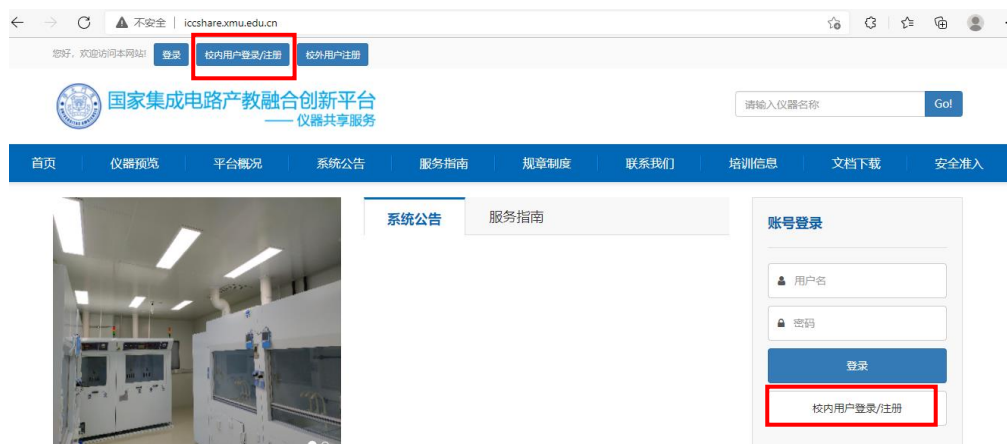 不安全 iccshare.xmu.edu.cn
您好，欢迎访问本网站! 登录 校内用户登录/注册 校外用户注册
国家集成电路产教融合创新平台
—— 仪器共享服务
请输入仪器名称 Go!
首页 仪器预览 平台概况 系统公告 服务指南 规章制度 联系我们 培训信息 文档下载 安全准入
系统公告 服务指南
账号登录
用户名
密码
登录
校内用户登录/注册